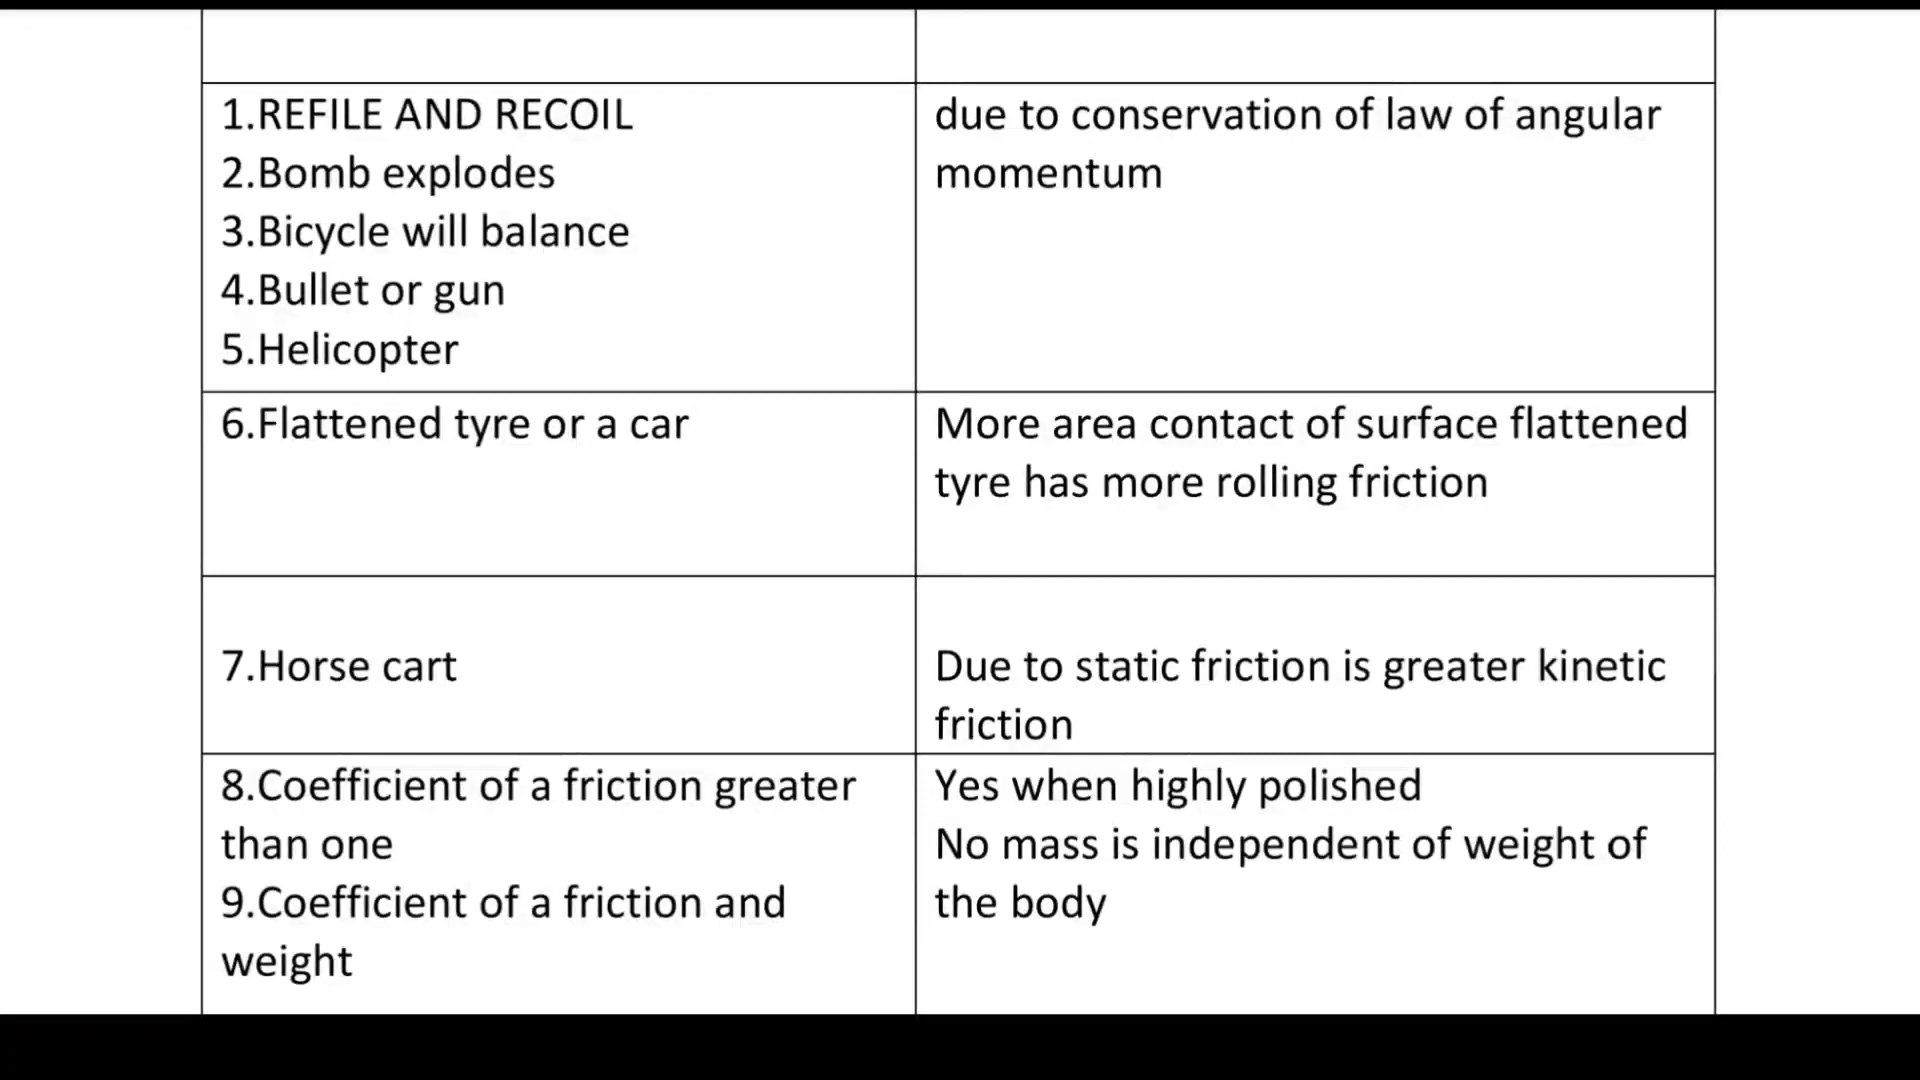 1.REFILE AND RECOIL
2.Bomb explodes
3.Bicycle will balance
4.Bullet or gun
5.Helicopter
due to conservation of law of angular
momentum
6.Flattened tyre or a car
More area contact of surface flattened
tyre has more rolling friction
7.Horse cart
Due to static friction is greater kinetic
friction
8.Coefficient of a friction greater
than one
9.Coefficient of a friction and
weight
Yes when highly polished
No mass is independent of weight of
the body